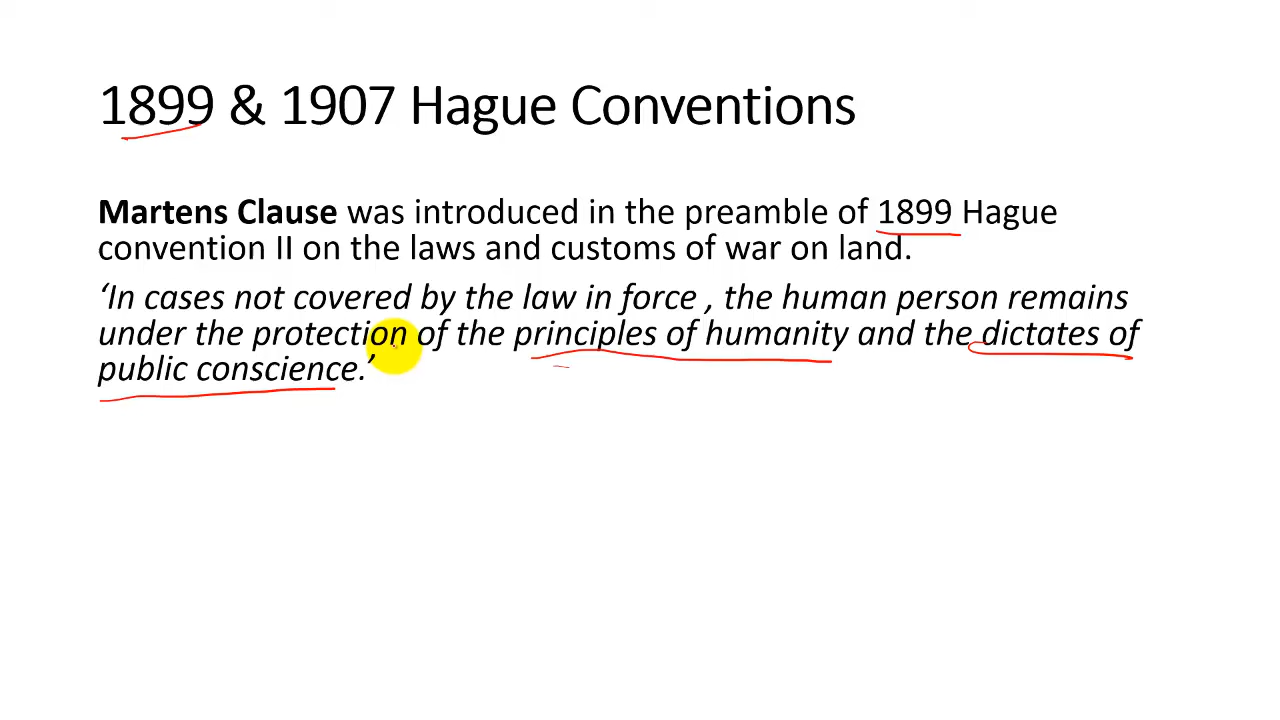 1899 & 1907 Hague Conventions
Martens Clause was introduced in the preamble of 1899 Hague
convention II on the laws and customs of war on land.
‘In cases not covered by the law in force , the human person remains
under the protection of the principles of humanity and the dictates of
public conscience.’